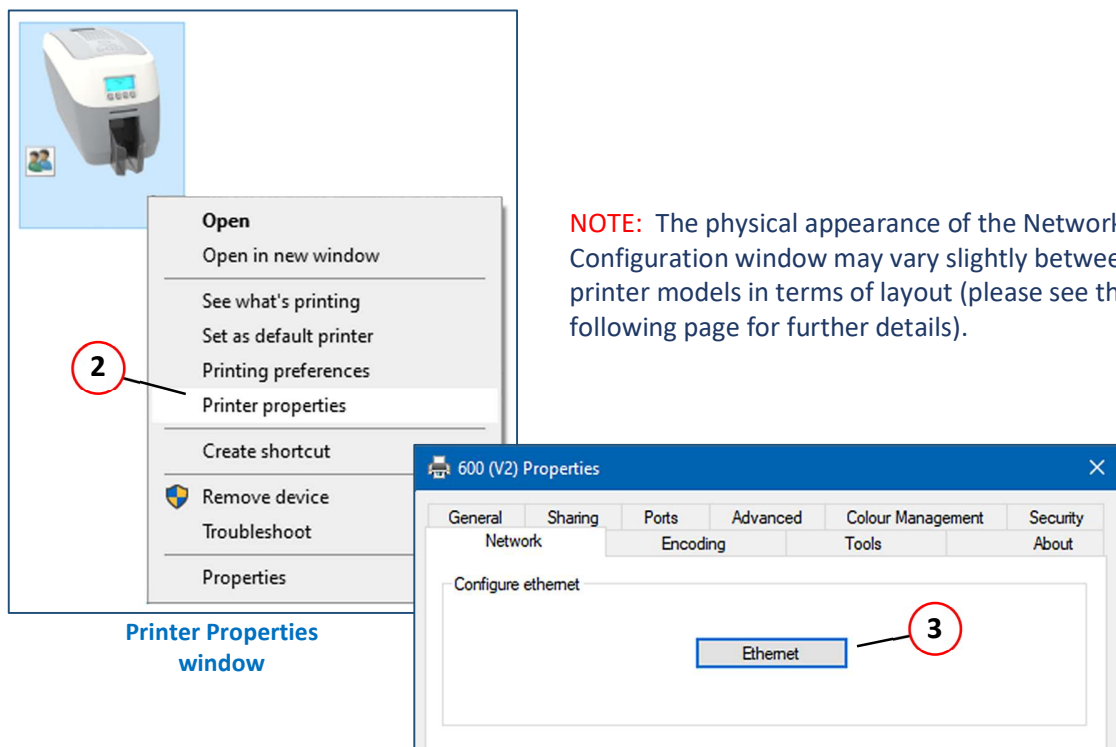 Open
Open in new window
See what's printing
Set as default printer
Printing preferences
2
Printer properties
Create shortcut
Remove device
Troubleshoot
Properties
Printer Properties
window
NOTE: The physical appearance of the Network
Configuration window may vary slightly betwee
printer models in terms of layout (please see th
following page for further details).
600 (V2) Properties
General Sharing Ports Advanced Colour Management Security
Network Encoding Tools About
Configure ethernet
Ethernet
3